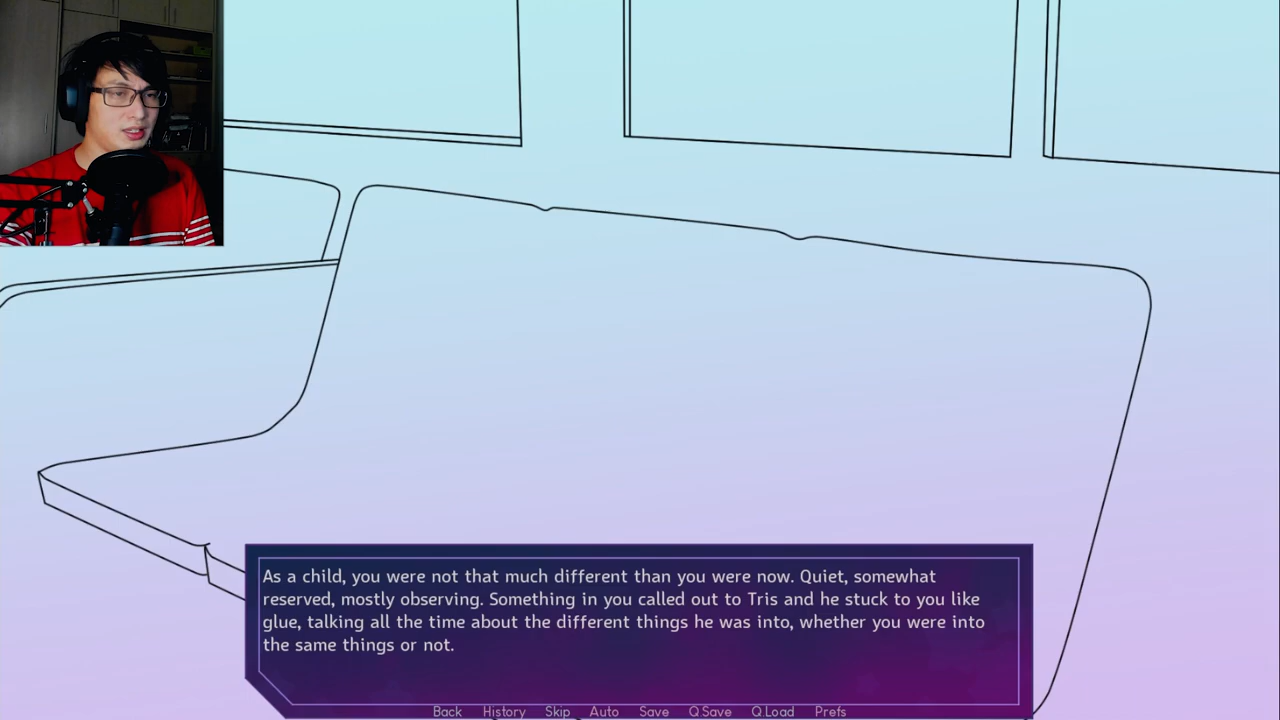 As a child, you were not that much different than you were now. Quiet, somewhat
reserved, mostly observing. Something in you called out to Tris and he stuck to you like
glue, talking all the time about the different things he was into, whether you were into
the same things or not.
Back History Skip Auto Save Q.Save Q.Load Prefs